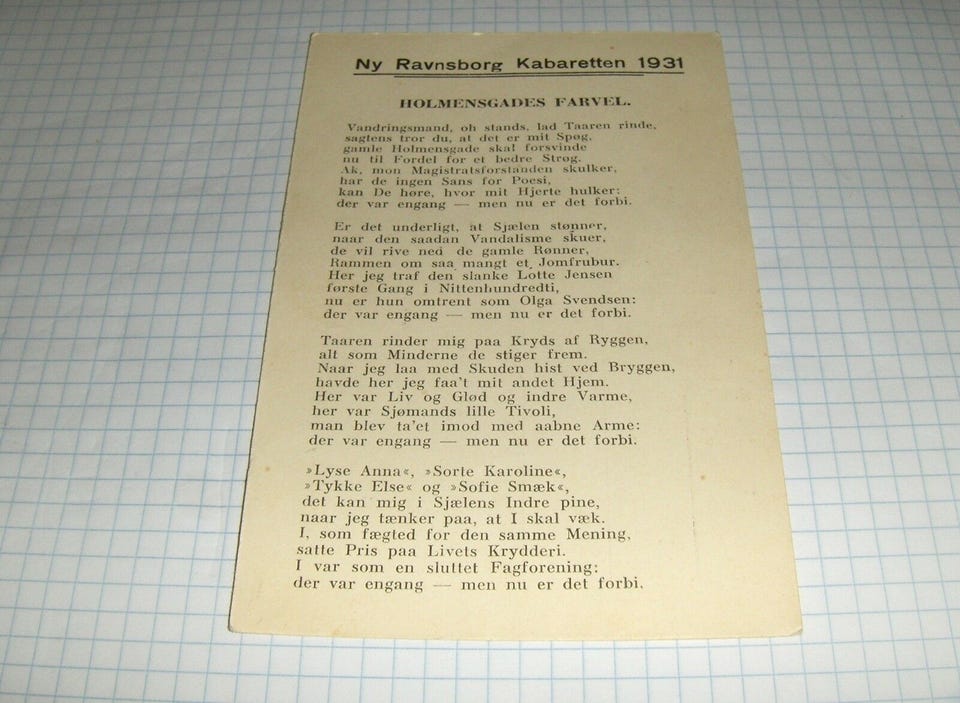 Ny Ravnsborg Kabaretten 1931
HOLMENSGADES FARVEL.
Vandringsmand, oh stands, lad Taaren rinde,
sagtens tror du, at det er mit Spøg,
gamle Holmensgade skal forsvinde
nu til Fordel for et bedre Strøg.
Ak, mon Magistratsforstanden skulker,
har de ingen Sans for Poesi,
kan De høre, hvor mit Hjerte hulker:
der var engang — men nu er det forbi.
Er det underligt, at Sjælen stønner,
naar den saadan Vandalisme skuer,
de vil rive ned de gamle Rønner,
Rammen om saa mangt et Jomfrubur.
Her jeg traf den slanke Lotte Jensen
første Gang i Nittenhundredti,
nu er hun omtrent som Olga Svendsen:
der var engang — men nu er det forbi.
Taaren rinder mig paa Kryds af Ryggen,
alt som Minderne de stiger frem.
Naar jeg laa med Skuden hist ved Bryggen,
havde her jeg faa't mit andet Hjem.
Her var Liv og Glød og indre Varme,
her var Sjømands lille Tivoli,
man blev ta'et imod med aabne Arme:
der var engang — men nu er det forbi.
»Lyse Anna«, »Sorte Karoline«,
»Tykke Else« og »Sofie Smæk«,
det kan mig i Sjælens Indre pine,
naar jeg tænker paa, at I skal væk.
I, som fægted for den samme Mening,
satte Pris paa Livets Krydderi.
I var som en sluttet Fagforening:
der var engang — men nu er det forbi.